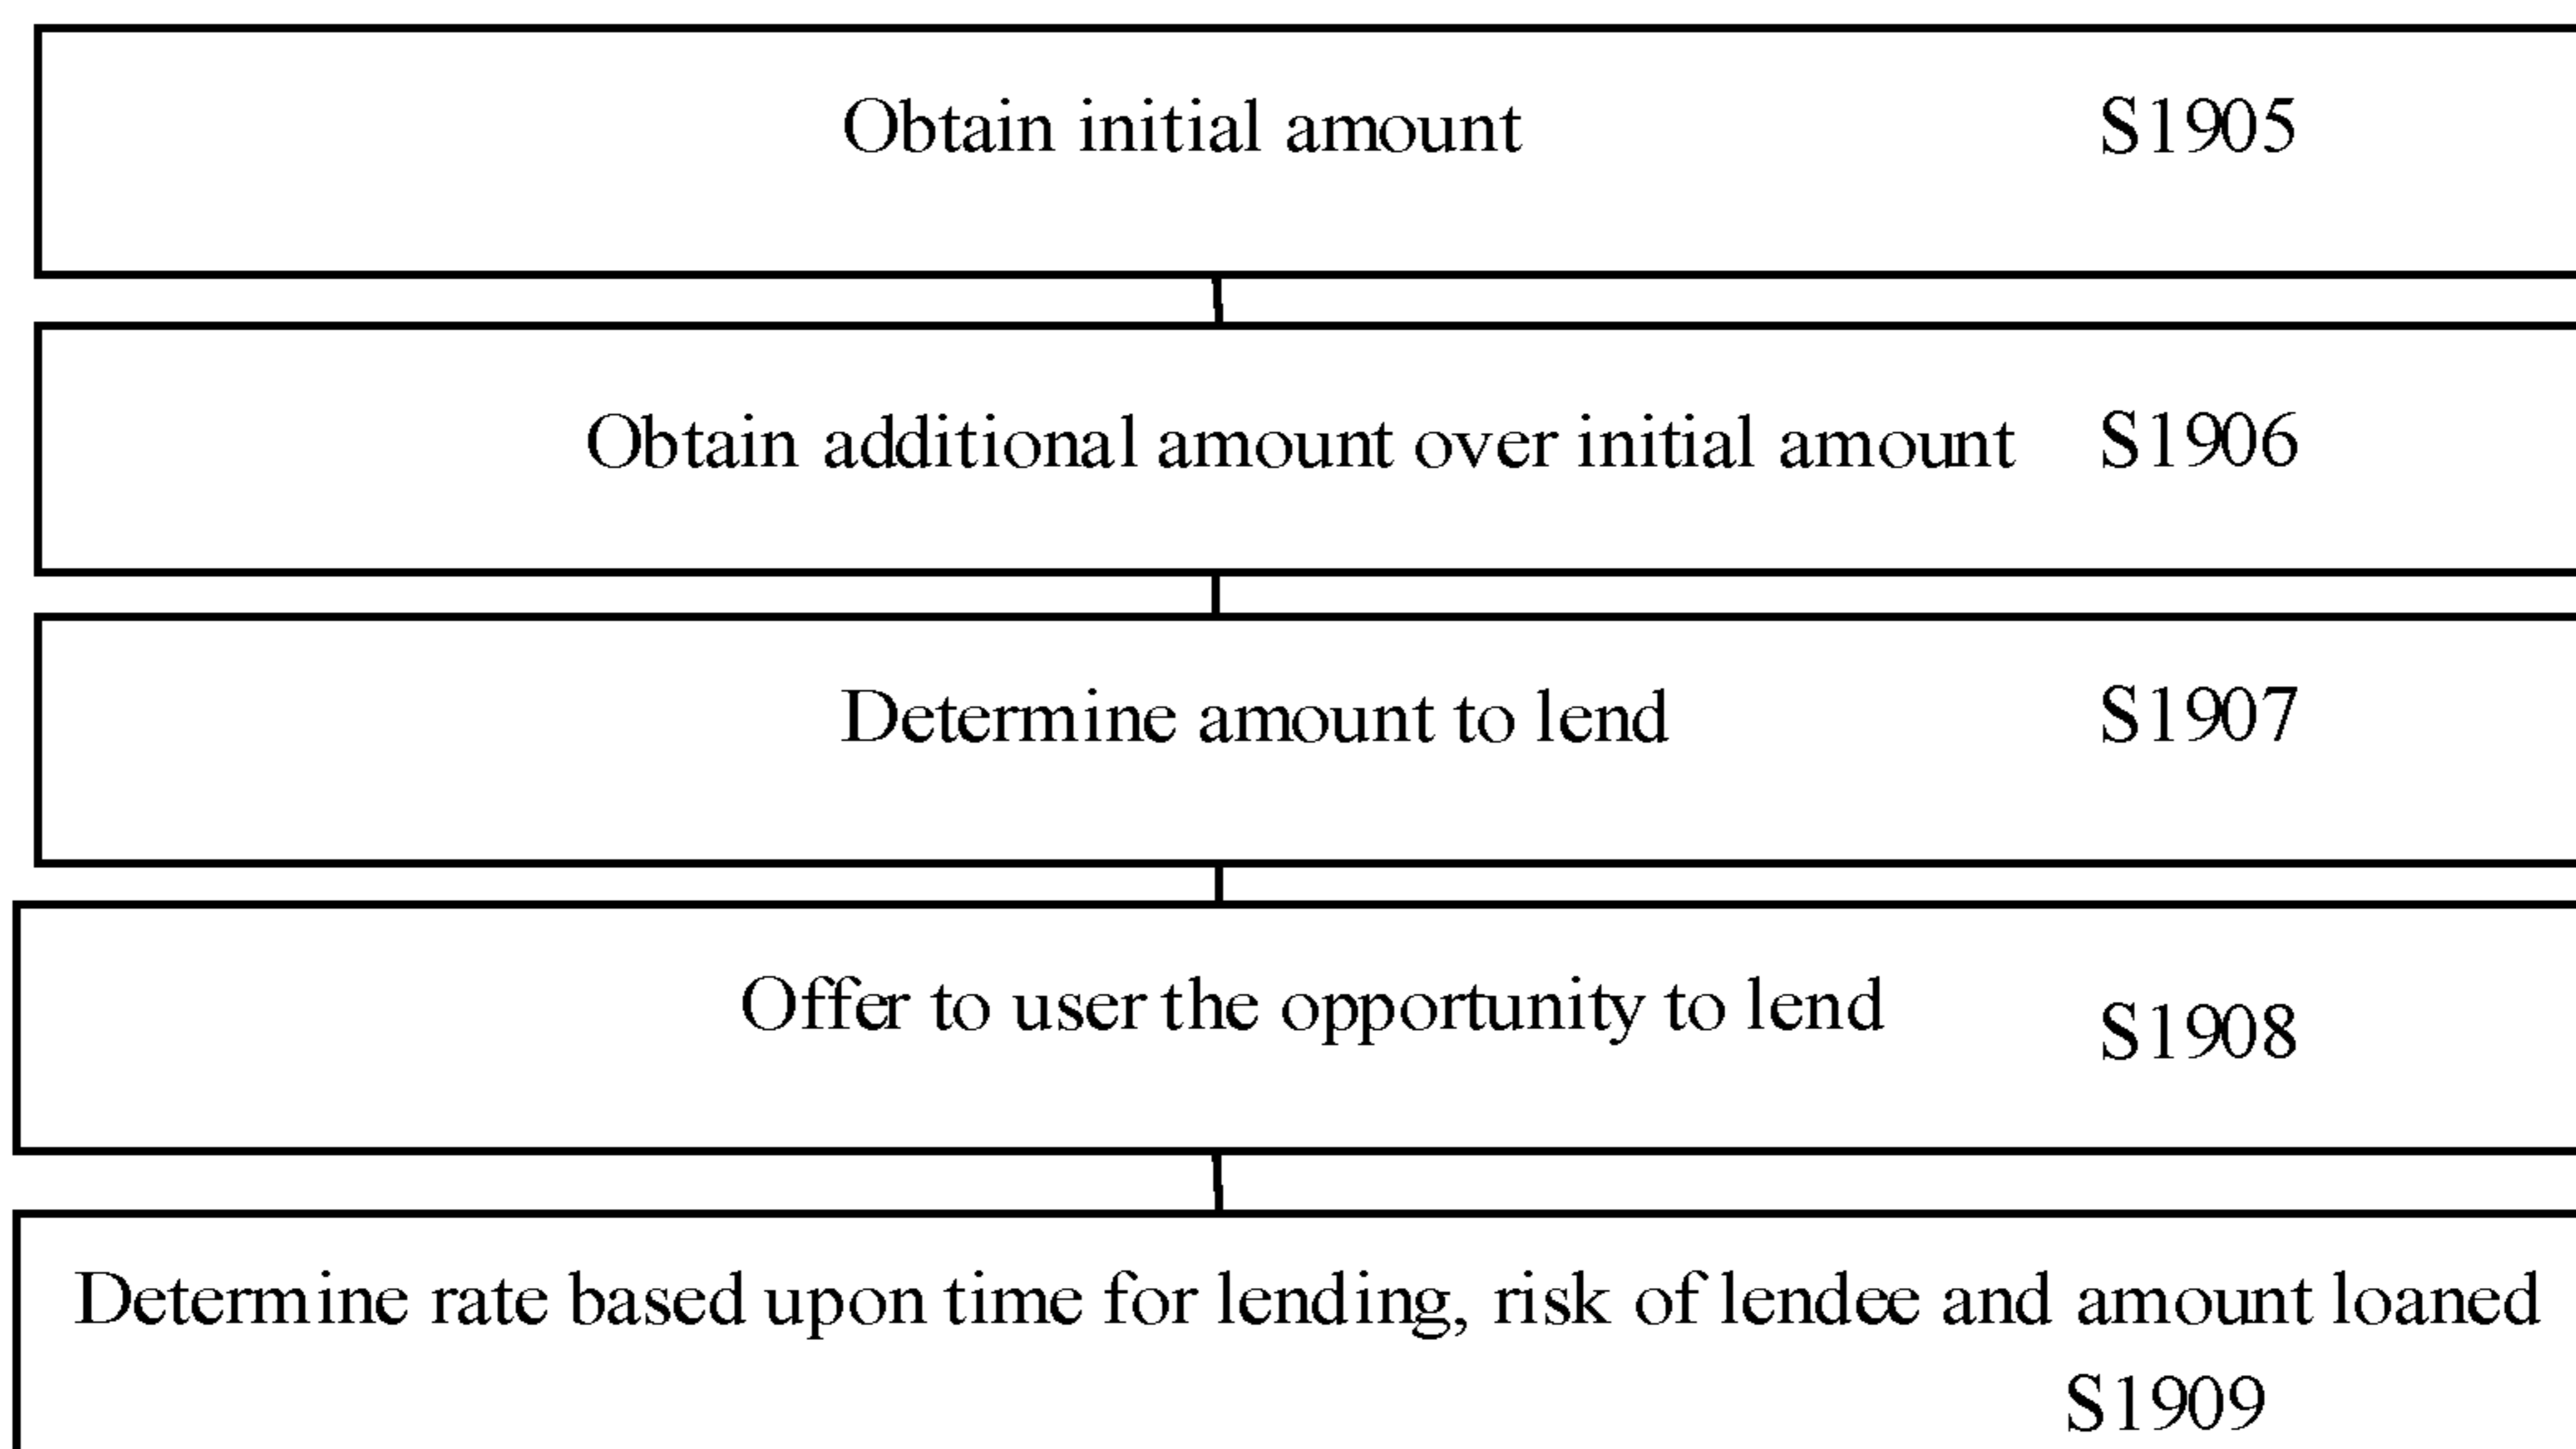 Obtain initial amount S1905
Obtain additional amount over initial amount S1906
Determine amount to lend S1907
Offer to user the opportunity to lend S1908
Determine rate based upon time for lending, risk of lendee and amount loaned
S1909